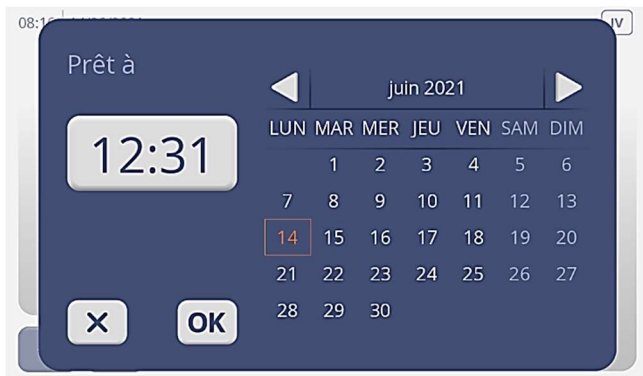 08:1
IV
Prêt à
12:31
juin 2021
LUN MAR MER JEU VEN SAM DIM
1 2 3 4 5 6
7 8 9 10 11 12 13
14 15 16 17 18 19 20
21 22 23 24 25 26 27
28 29 30
X OK